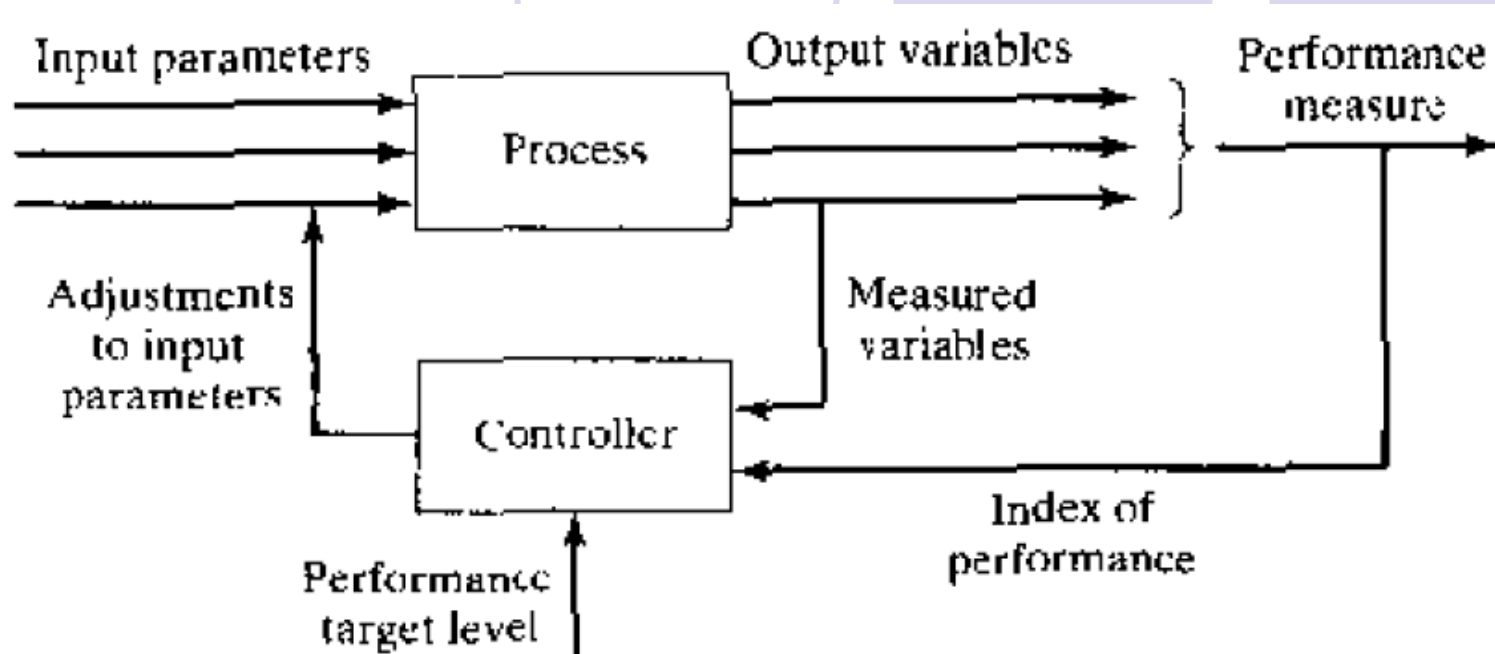 Input parameters
Output variables
Performance
measure
Process
Adjustments
to input
parameters
Measured
variables
Controller
Index of
performance
Performance
target level